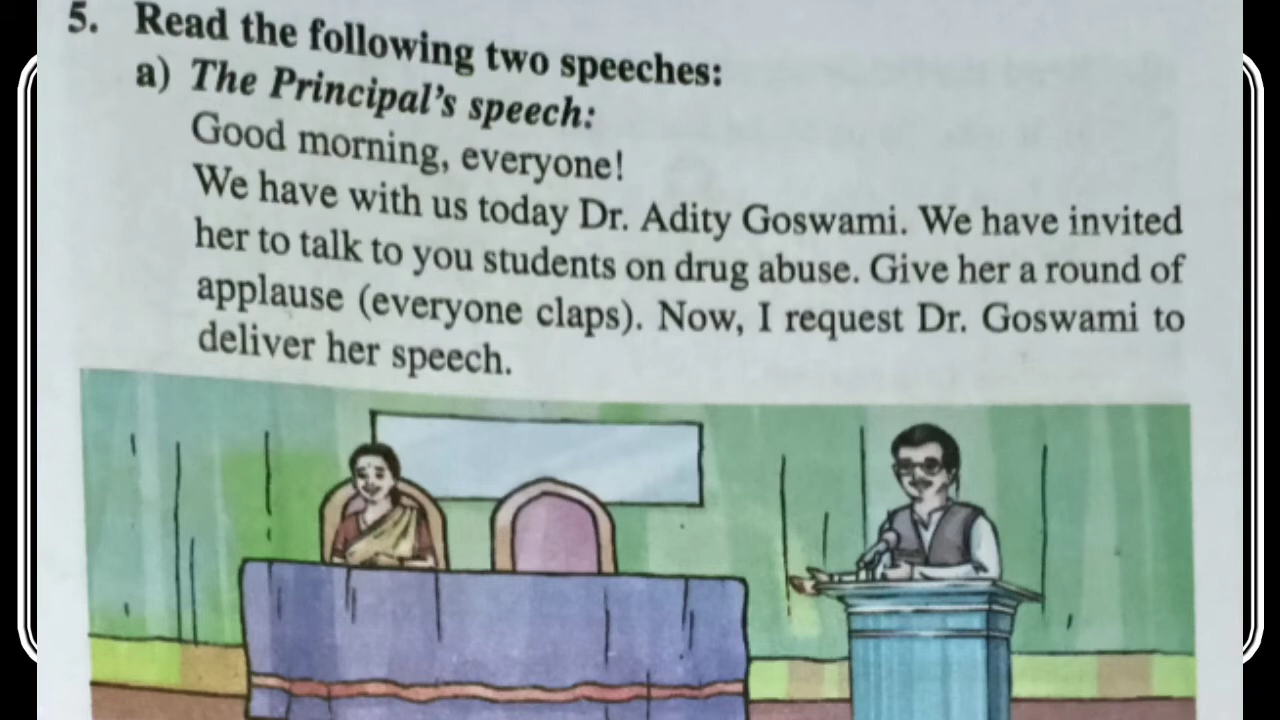 5. Read the following two speeches:
a) The Principal's speech:
Good morning, everyone!
We have with us today Dr. Adity Goswami. We have invited
her to talk to you students on drug abuse. Give her a round of
applause (everyone claps). Now, I request Dr. Goswami to
deliver her speech.